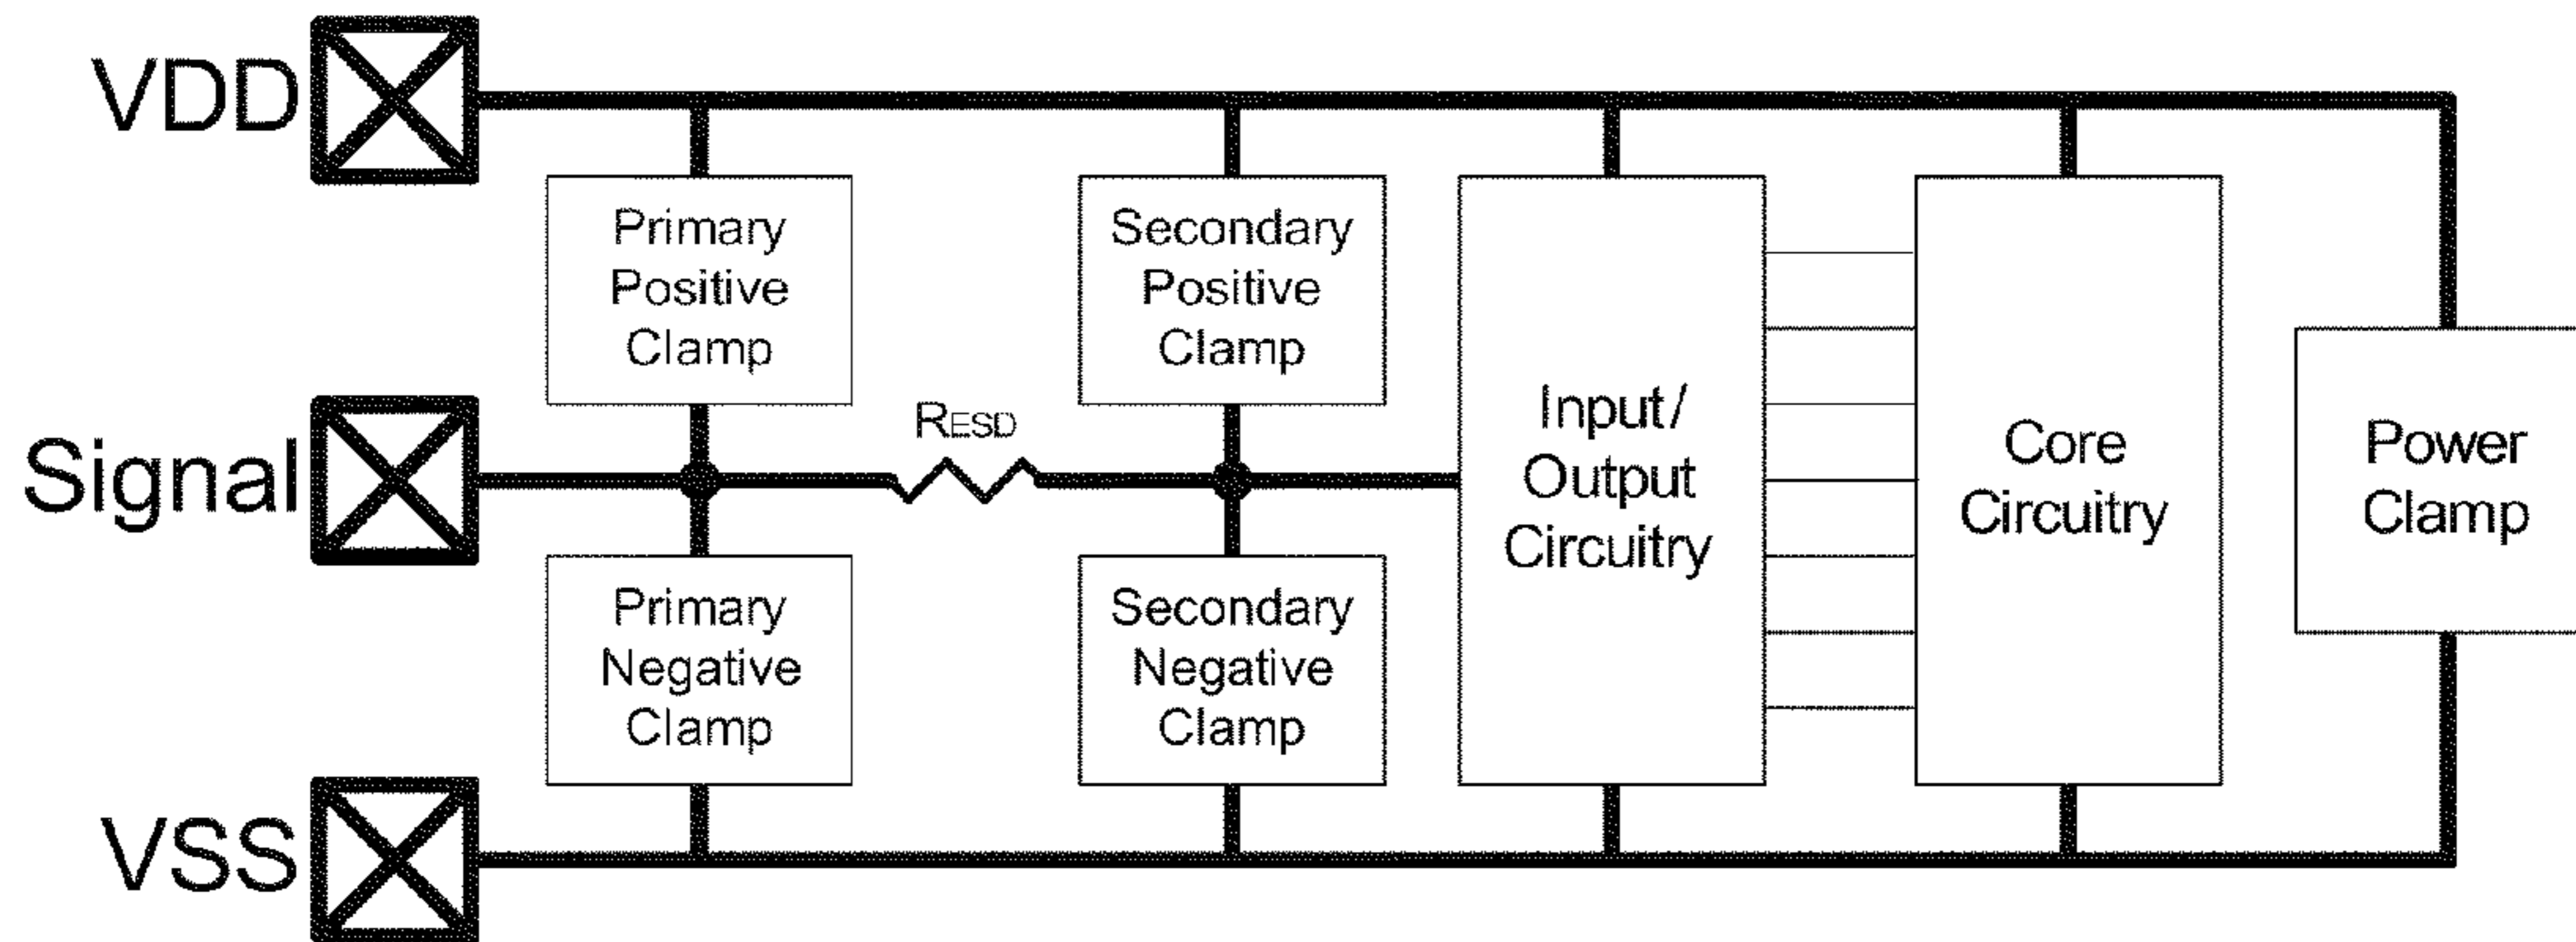 VDD
Primary
Positive
Clamp
Secondary
Positive
Clamp
Signal
RESD
Input/
Output
Circuitry
Core
Circuitry
Power
Clamp
Primary
Negative
Clamp
Secondary
Negative
Clamp
VSS